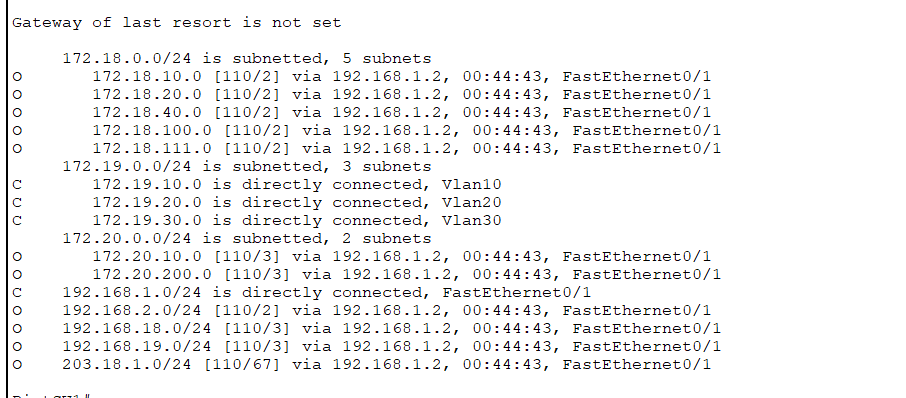 Gateway of last resort is not set
172.18.0.0/24 is subnetted, 5 subnets
O 172.18.10.0 [110/2] via 192.168.1.2, 00:44:43, FastEthernet0/1
O 172.18.20.0 [110/2] via 192.168.1.2, 00:44:43, FastEthernet0/1
O 172.18.40.0 [110/2] via 192.168.1.2, 00:44:43, FastEthernet0/1
O 172.18.100.0 [110/2] via 192.168.1.2, 00:44:43, FastEthernet0/1
O 172.18.111.0 [110/2] via 192.168.1.2, 00:44:43, FastEthernet0/1
172.19.0.0/24 is subnetted, 3 subnets
C 172.19.10.0 is directly connected, Vlan10
C 172.19.20.0 is directly connected, Vlan20
C 172.19.30.0 is directly connected, Vlan30
172.20.0.0/24 is subnetted, 2 subnets
O 172.20.10.0 [110/3] via 192.168.1.2, 00:44:43, FastEthernet0/1
O 172.20.200.0 [110/3] via 192.168.1.2, 00:44:43, FastEthernet0/1
C 192.168.1.0/24 is directly connected, FastEthernet0/1
O 192.168.2.0/24 [110/2] via 192.168.1.2, 00:44:43, FastEthernet0/1
O 192.168.18.0/24 [110/3] via 192.168.1.2, 00:44:43, FastEthernet0/1
O 192.168.19.0/24 [110/3] via 192.168.1.2, 00:44:43, FastEthernet0/1
O 203.18.1.0/24 [110/67] via 192.168.1.2, 00:44:43, FastEthernet0/1